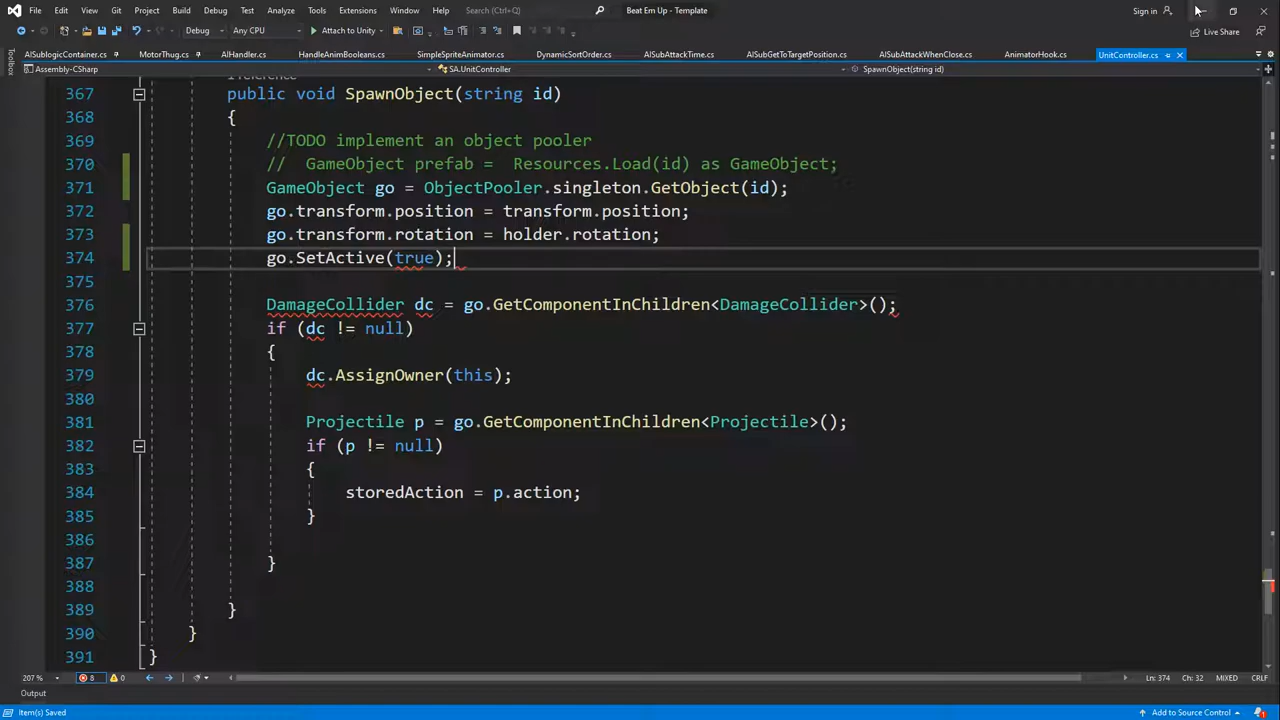 File Edit View Git Project Build Debug Test Analyze Tools Extensions Window Help Search (Ctrl+Q) Beat Em Up - Template Sign in
Debug Any CPU Attach to Unity Live Share
AISublogicContainer.cs MotorThug.cs AIHandler.cs HandleAnimBooleans.cs SimpleSpriteAnimator.cs DynamicSortOrder.cs AISubAttackTime.cs AISubGetToTargetPosition.cs AISubAttackWhenClose.cs AnimatorHook.cs UnitController.cs
Toolbox
Assembly-CSharp SA.UnitController SpawnObject(string id)
367 public void SpawnObject(string id)
368 {
369 //TODO implement an object pooler
370 //  GameObject prefab =  Resources.Load(id) as GameObject;
371 GameObject go = ObjectPooler.singleton.GetObject(id);
372 go.transform.position = transform.position;
373 go.transform.rotation = holder.rotation;
374 go.SetActive(true);
375
376 DamageCollider dc = go.GetComponentInChildren<DamageCollider>();
377 if (dc != null)
378 {
379 dc.AssignOwner(this);
380
381 Projectile p = go.GetComponentInChildren<Projectile>();
382 if (p != null)
383 {
384 storedAction = p.action;
385 }
386
387 }
388
389 }
390 }
391 }
207 % 8 0 Ln: 374 Ch: 32 MIXED CRLF
Output
Item(s) Saved Add to Source Control 1